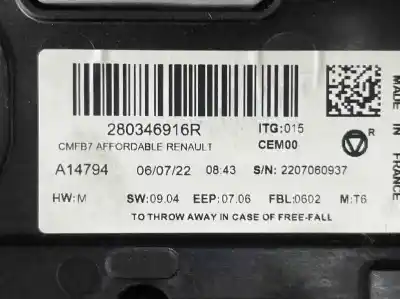 280346916R
ITG:015
CMFB7 AFFORDABLE RENAULT
CEM00
R
A14794 06/07/22 08:43 S/N: 2207060937
HW:M SW:09.04 EEP:07.06 FBL:0602 M:T6
TO THROW AWAY IN CASE OF FREE-FALL
MADE IN FRANCE